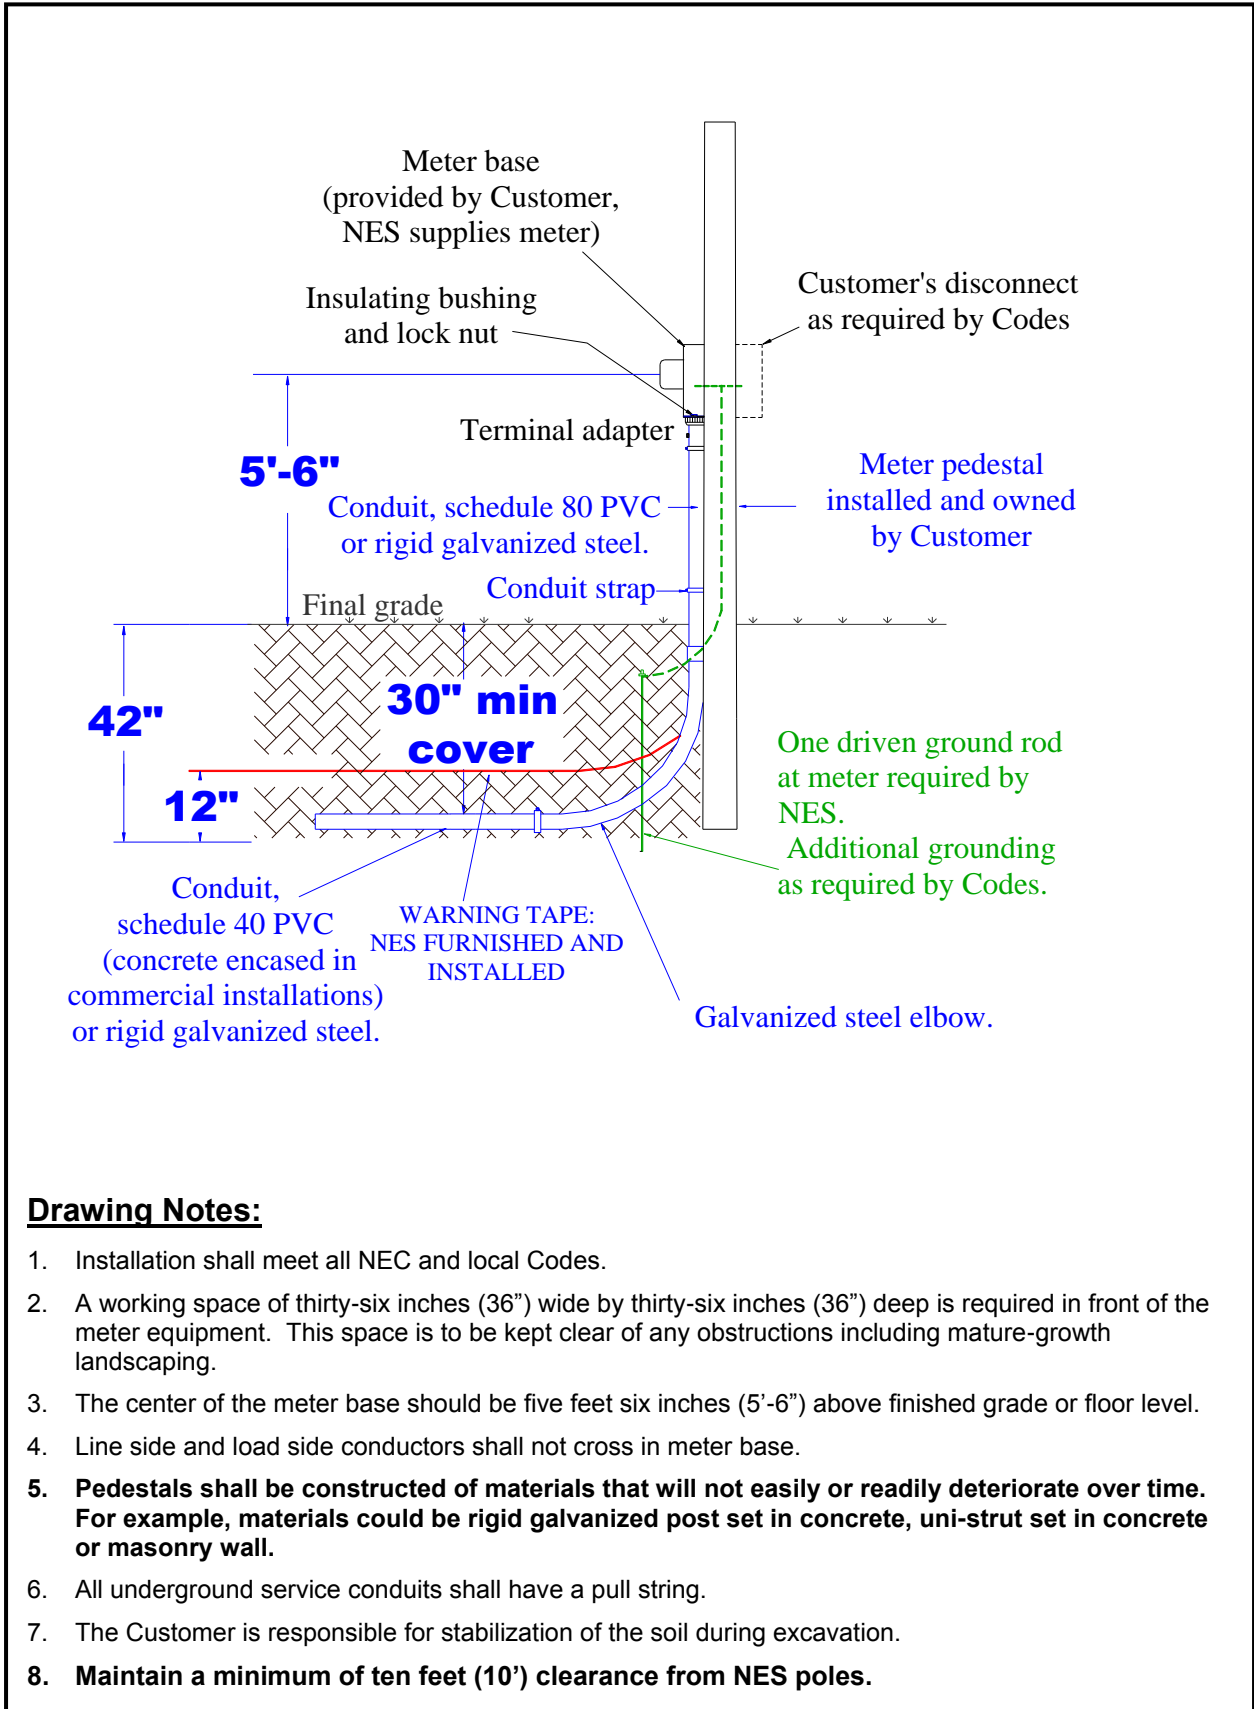 Meter base
(provided by Customer,
NES supplies meter)
Insulating bushing
and lock nut
Customer's disconnect
as required by Codes
Terminal adapter
5'-6"
Conduit, schedule 80 PVC
or rigid galvanized steel.
Meter pedestal
installed and owned
by Customer
Conduit strap
Final grade
42"
30" min
cover
12"
One driven ground rod
at meter required by
NES.
Additional grounding
as required by Codes.
Conduit,
schedule 40 PVC
(concrete encased in
commercial installations)
or rigid galvanized steel.
WARNING TAPE:
NES FURNISHED AND
INSTALLED
Galvanized steel elbow.
Drawing Notes:
1. Installation shall meet all NEC and local Codes.
2. A working space of thirty-six inches (36”) wide by thirty-six inches (36”) deep is required in front of the
meter equipment. This space is to be kept clear of any obstructions including mature-growth
landscaping.
3. The center of the meter base should be five feet six inches (5’-6”) above finished grade or floor level.
4. Line side and load side conductors shall not cross in meter base.
5. Pedestals shall be constructed of materials that will not easily or readily deteriorate over time.
For example, materials could be rigid galvanized post set in concrete, uni-strut set in concrete
or masonry wall.
6. All underground service conduits shall have a pull string.
7. The Customer is responsible for stabilization of the soil during excavation.
8. Maintain a minimum of ten feet (10’) clearance from NES poles.